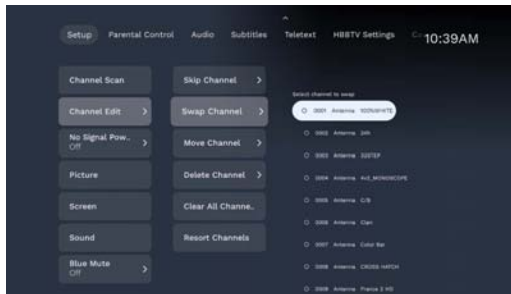 Setup Parental Control Audio Subtitles Teletext HBBTV Settings 10:39AM
Channel Scan
Channel Edit
No Signal Pow..
Off
Picture
Screen
Sound
Blue Mute
Off
Skip Channel
Swap Channel
Move Channel
Delete Channel
Clear All Channe..
Resort Channels
Select channel to swap
0001 Antenna 100%WHITE
0002 Antenna 24h
0003 Antenna 32STEP
0004 Antenna 4x3_MONOSCOPE
0005 Antenna C/B
0006 Antenna Clan
0007 Antenna Color Bar
0008 Antenna CROSS HATCH
0009 Antenna France 2 HD